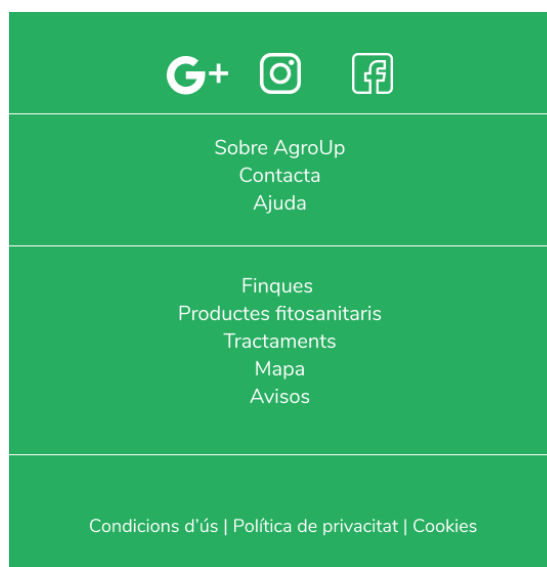 G+
Sobre AgroUp
Contacta
Ajuda
Finques
Productes fitosanitaris
Tractaments
Mapa
Avisos
Condicions d’ús | Política de privacitat | Cookies